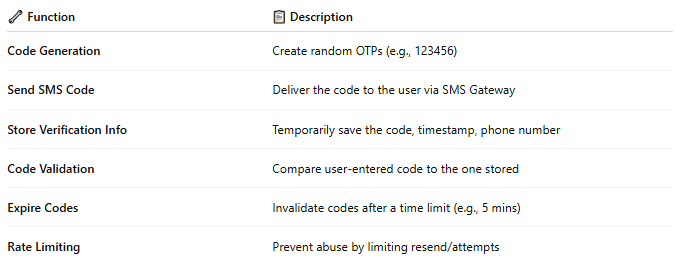 Function Description
Code Generation Create random OTPs (e.g., 123456)
Send SMS Code Deliver the code to the user via SMS Gateway
Store Verification Info Temporarily save the code, timestamp, phone number
Code Validation Compare user-entered code to the one stored
Expire Codes Invalidate codes after a time limit (e.g., 5 mins)
Rate Limiting Prevent abuse by limiting resend/attempts